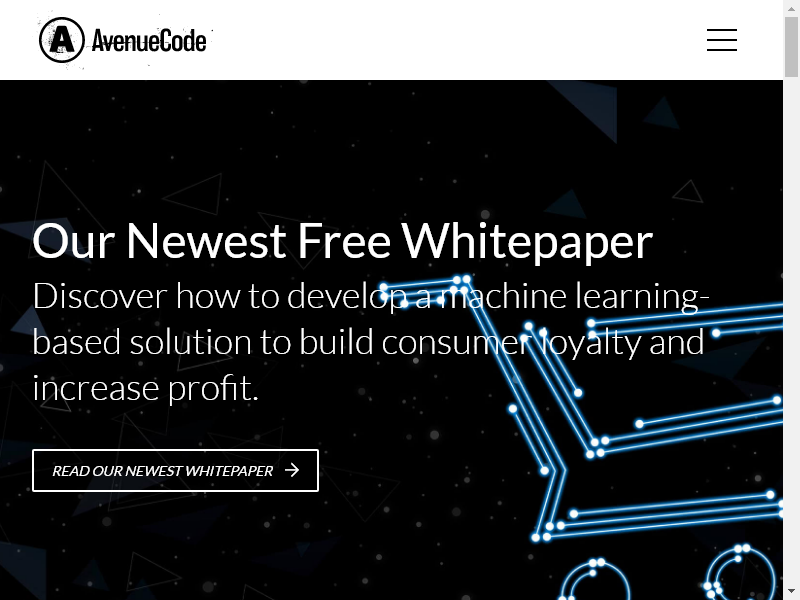 A AvenueCode
Our Newest Free Whitepaper
Discover how to develop a machine learning-
based solution to build consumer loyalty and
increase profit.
READ OUR NEWEST WHITEPAPER